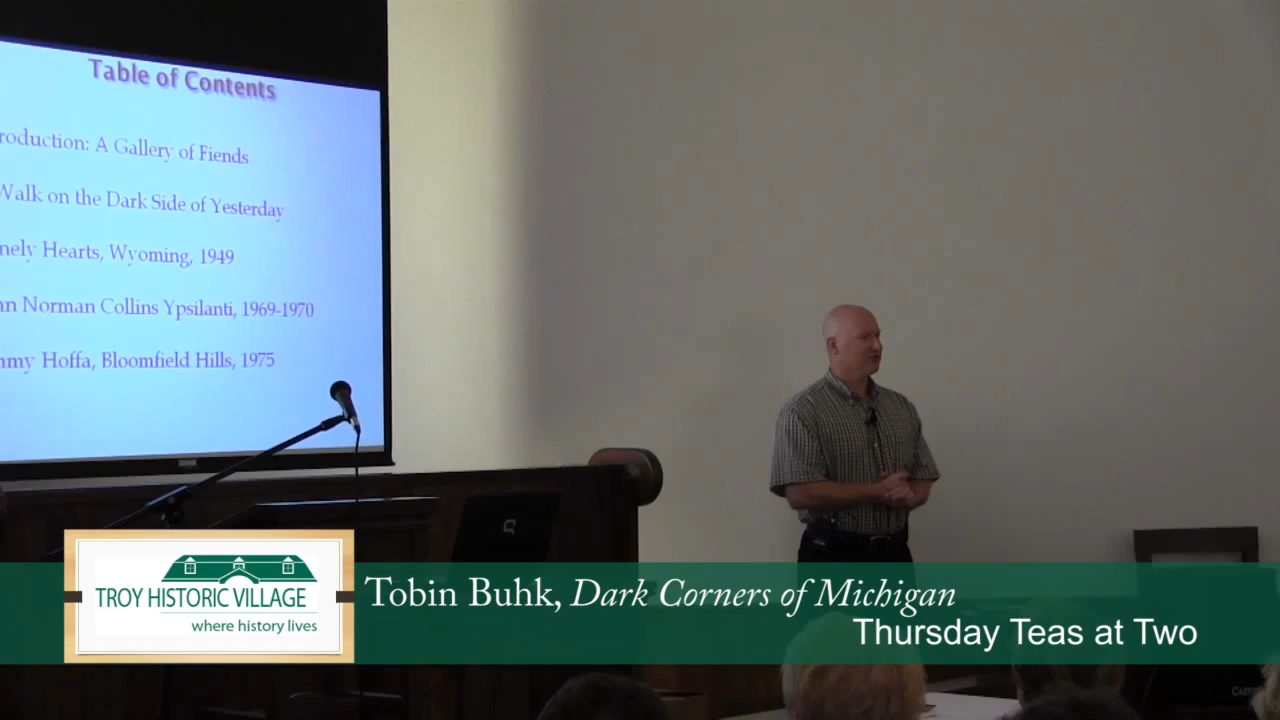 Table of Contents
roduction: A Gallery of Fiends
Walk on the Dark Side of Yesterday
nely Hearts, Wyoming, 1949
nn Norman Collins Ypsilanti, 1969-1970
mmy Hoffa, Bloomfield Hills, 1975
TROY HISTORIC VILLAGE
where history lives
Tobin Buhk, Dark Corners of Michigan
Thursday Teas at Two